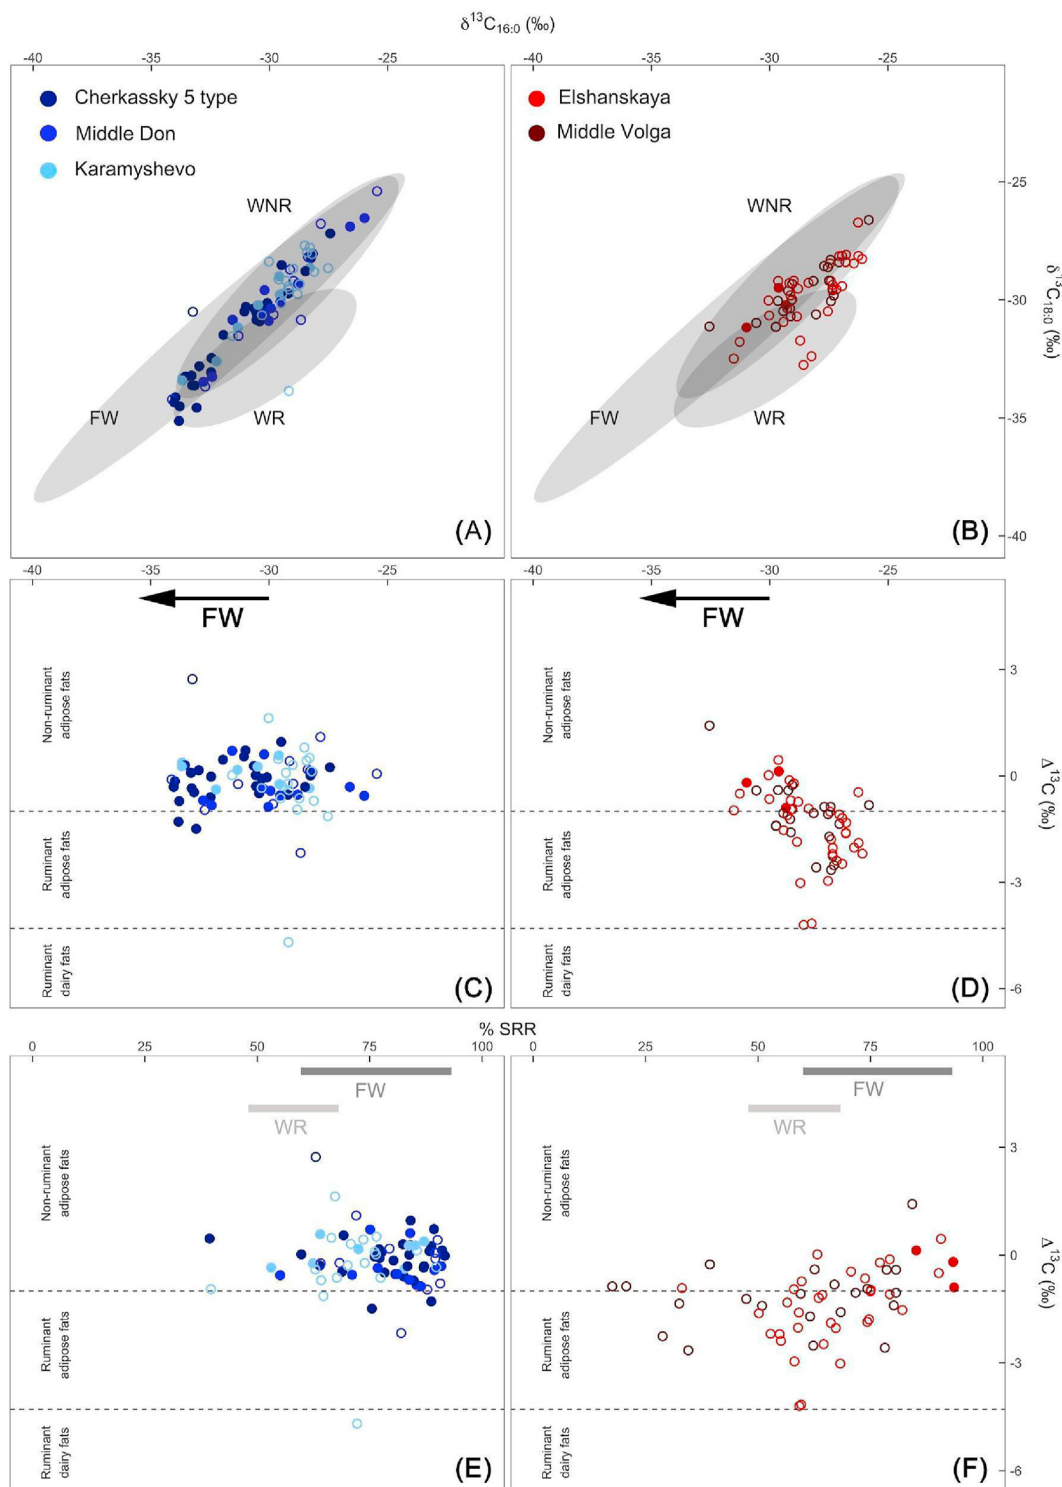 δ¹³C₁₆:₀ (‰)
-40 -35 -30 -25
-40 -35 -30 -25
Cherkassky 5 type
Middle Don
Karamyshevo
WNR
FW
WR
(A)
Elshanskaya
Middle Volga
WNR
FW
WR
(B)
-25
-30
-35
-40
δ¹³C₁₈:₀ (‰)
-40 -35 -30 -25
-40 -35 -30 -25
FW
Non-ruminant
adipose fats
Ruminant
adipose fats
Ruminant
dairy fats
(C)
FW
Non-ruminant
adipose fats
Ruminant
adipose fats
Ruminant
dairy fats
(D)
3
0
-3
-6
Δ¹³C (‰)
% SRR
0 25 50 75 100
0 25 50 75 100
FW
WR
Non-ruminant
adipose fats
Ruminant
adipose fats
Ruminant
dairy fats
(E)
FW
WR
Non-ruminant
adipose fats
Ruminant
adipose fats
Ruminant
dairy fats
(F)
3
0
-3
-6
Δ¹³C (‰)